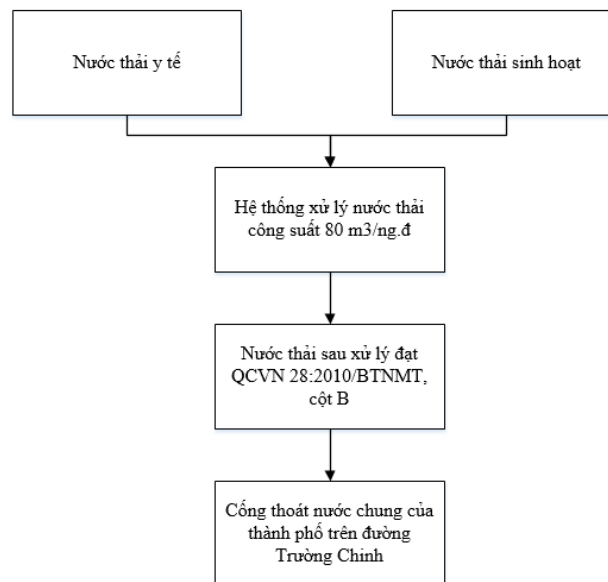 Nước thải y tế
Nước thải sinh hoạt
Hệ thống xử lý nước thải
công suất 80 m3/ng.đ
Nước thải sau xử lý đạt
QCVN 28:2010/BTNMT,
cột B
Cống thoát nước chung của
thành phố trên đường
Trường Chinh